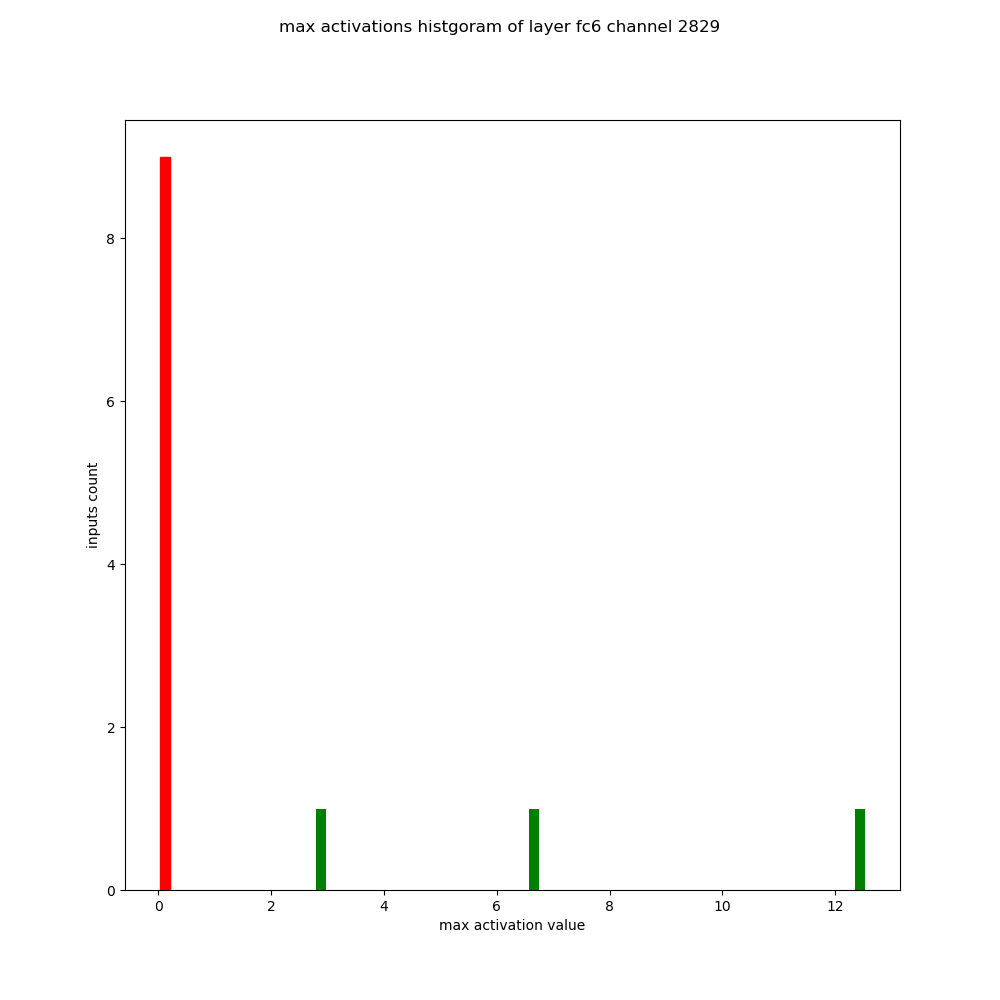 max activations histgoram of layer fc6 channel 2829
8
6
4
2
0
inputs count
0 2 4 6 8 10 12
max activation value